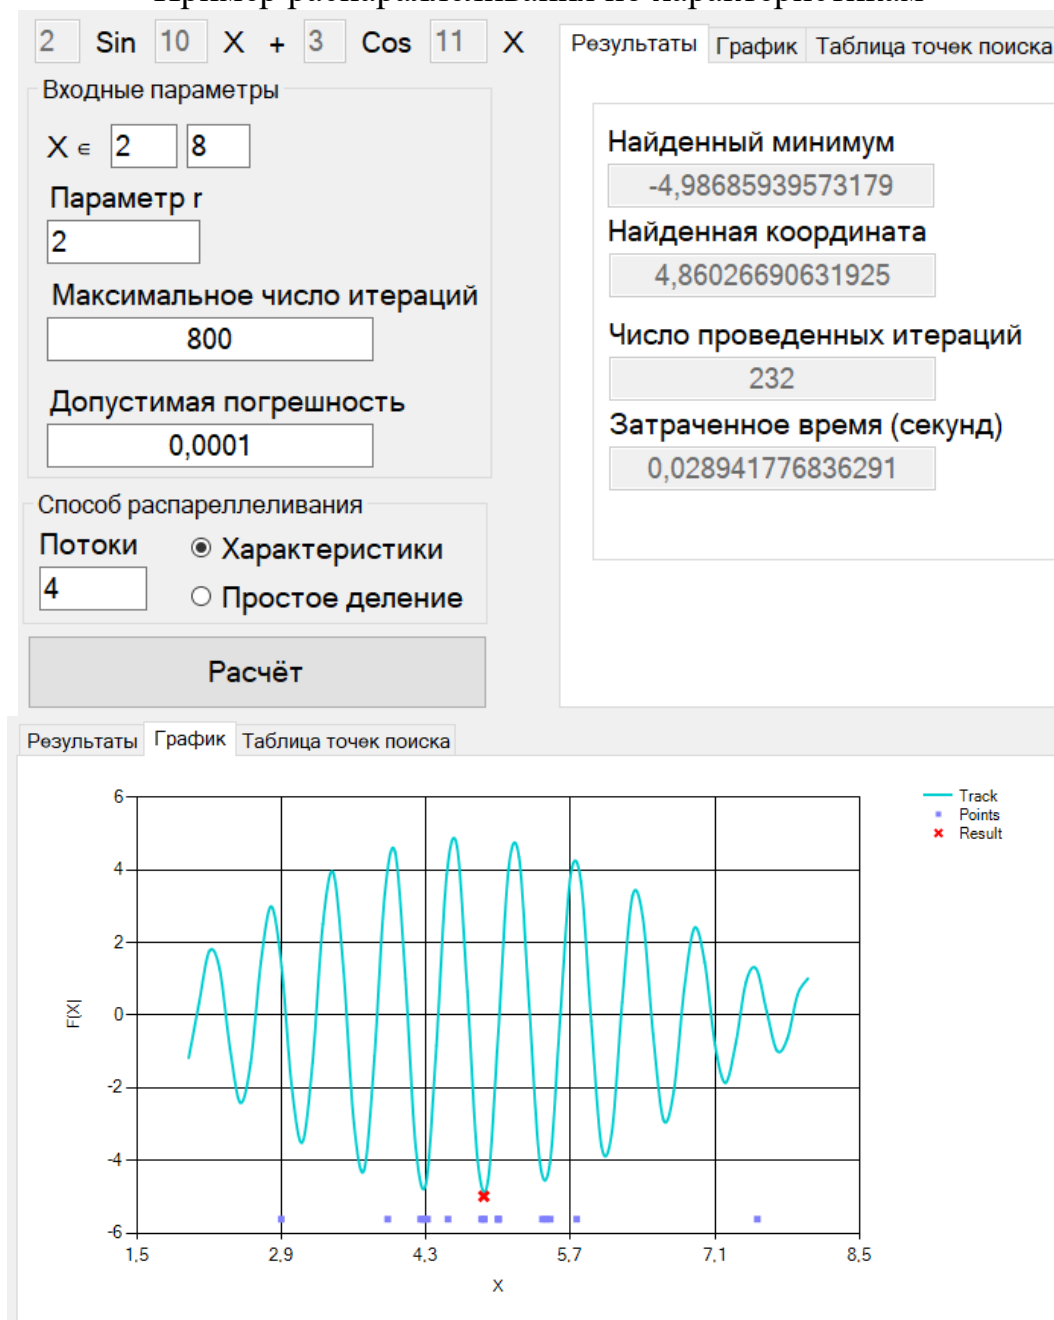 Пример распараллеливания по характеристикам
2 Sin 10 X + 3 Cos 11 X
Входные параметры
X ∈ 2 8
Параметр r
2
Максимальное число итераций
800
Допустимая погрешность
0,0001
Способ распареллеливания
Потоки
4
Характеристики
Простое деление
Расчёт
Результаты График Таблица точек поиска
Найденный минимум
-4,98685939573179
Найденная координата
4,86026690631925
Число проведенных итераций
232
Затраченное время (секунд)
0,028941776836291
Результаты График Таблица точек поиска
6
4
2
0
-2
-4
-6
F(X)
1,5 2,9 4,3 5,7 7,1 8,5
X
Track
Points
Result